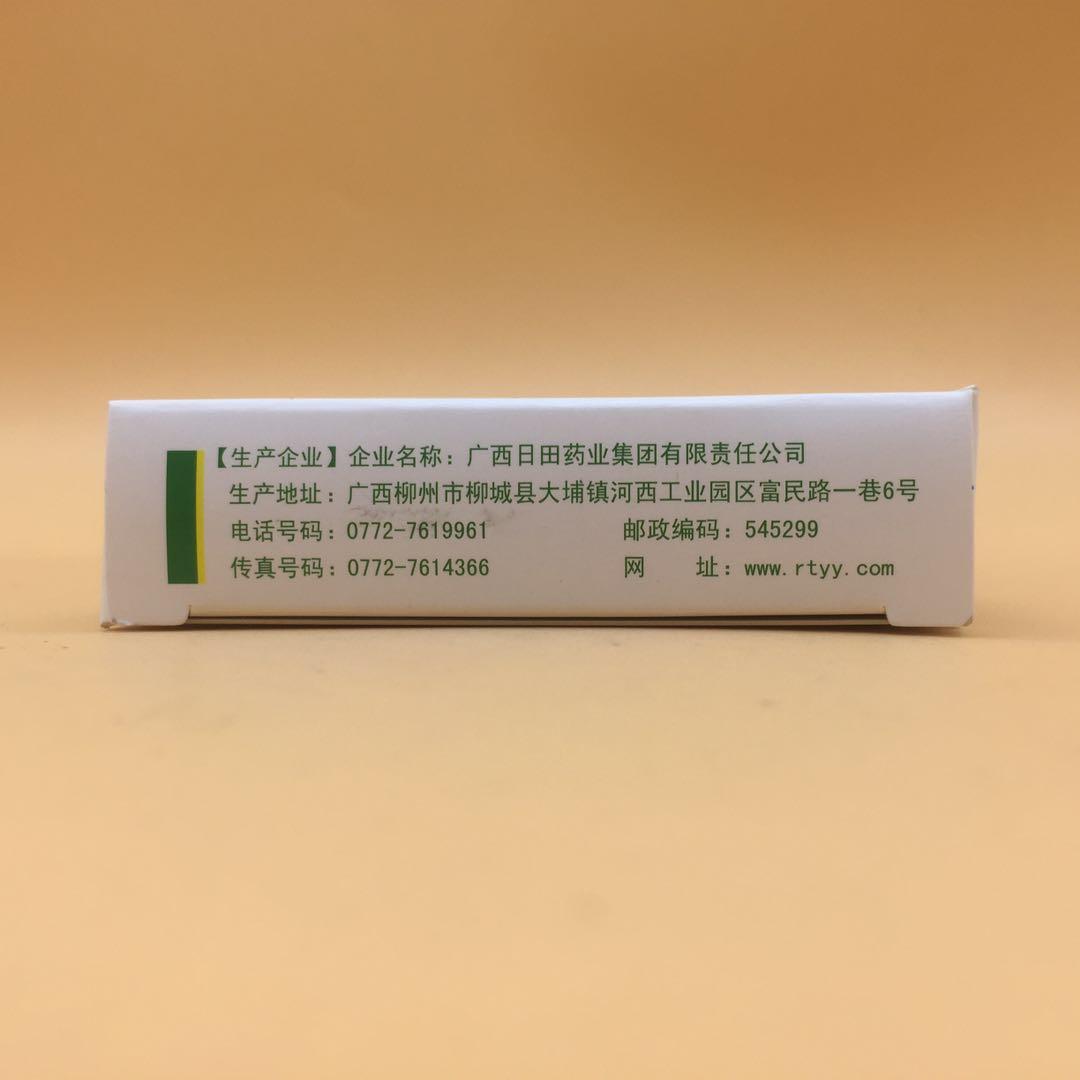 【生产企业】企业名称：广西日田药业集团有限责任公司
生产地址：广西柳州市柳城县大埔镇河西工业园区富民路一巷6号
电话号码：0772-7619961 邮政编码：545299
传真号码：0772-7614366 网 址：www.rtyy.com